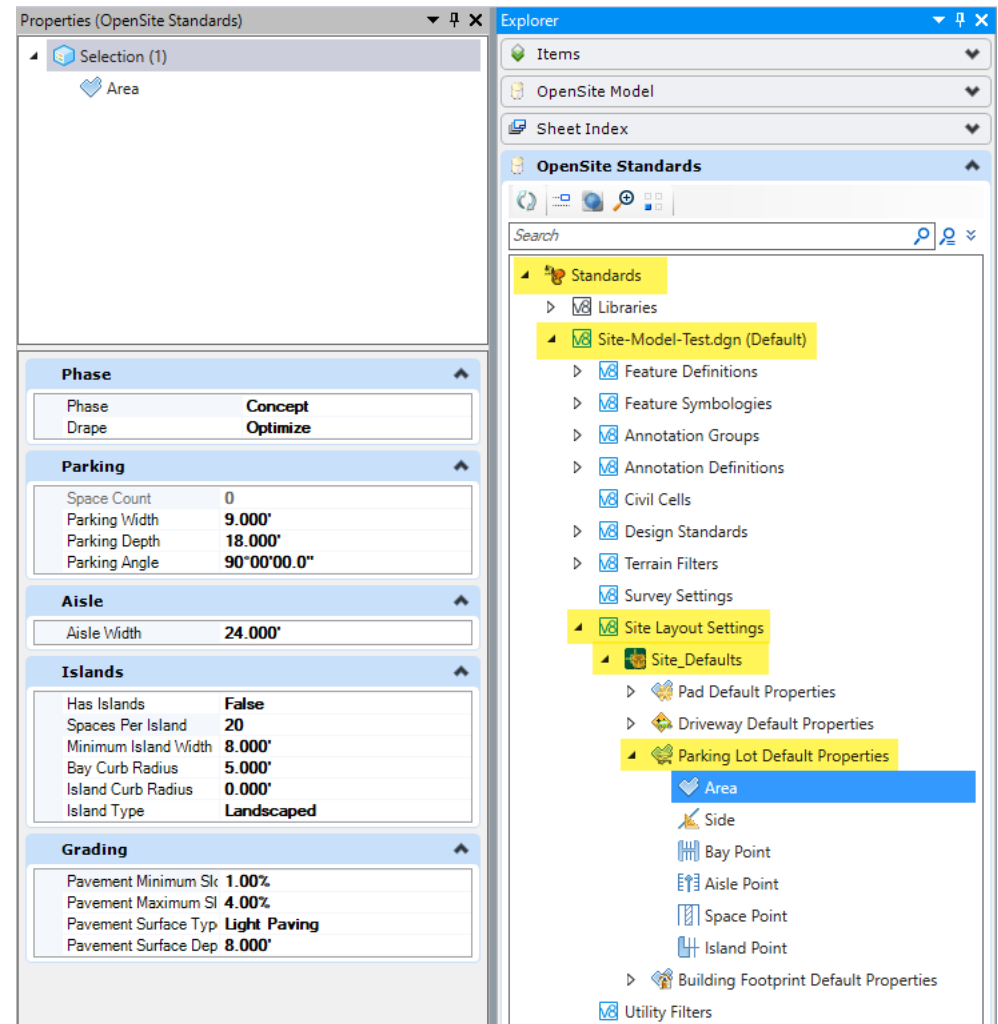 Properties (OpenSite Standards)
Selection (1)
Area
Phase
Phase Concept
Drape Optimize
Parking
Space Count 0
Parking Width 9.000'
Parking Depth 18.000'
Parking Angle 90°00'00.0"
Aisle
Aisle Width 24.000'
Islands
Has Islands False
Spaces Per Island 20
Minimum Island Width 8.000'
Bay Curb Radius 5.000'
Island Curb Radius 0.000'
Island Type Landscaped
Grading
Pavement Minimum Slo 1.00%
Pavement Maximum Sl 4.00%
Pavement Surface Typ Light Paving
Pavement Surface Dep 8.000'
Explorer
Items
OpenSite Model
Sheet Index
OpenSite Standards
Search
Standards
Libraries
Site-Model-Test.dgn (Default)
Feature Definitions
Feature Symbologies
Annotation Groups
Annotation Definitions
Civil Cells
Design Standards
Terrain Filters
Survey Settings
Site Layout Settings
Site_Defaults
Pad Default Properties
Driveway Default Properties
Parking Lot Default Properties
Area
Side
Bay Point
Aisle Point
Space Point
Island Point
Building Footprint Default Properties
Utility Filters